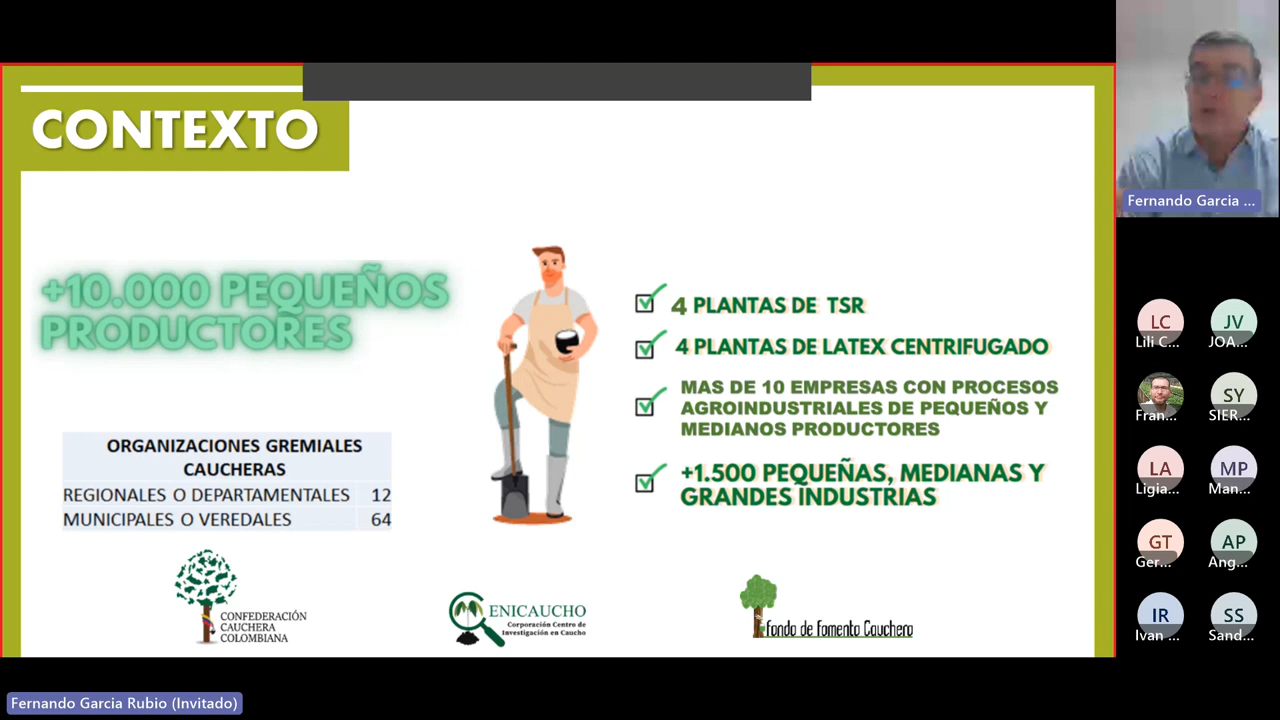 CONTEXTO
+10.000 PEQUEÑOS
PRODUCTORES
ORGANIZACIONES GREMIALES
CAUCHERAS
REGIONALES O DEPARTAMENTALES 12
MUNICIPALES O VEREDALES 64
4 PLANTAS DE TSR
4 PLANTAS DE LATEX CENTRIFUGADO
MAS DE 10 EMPRESAS CON PROCESOS
AGROINDUSTRIALES DE PEQUEÑOS Y
MEDIANOS PRODUCTORES
+1.500 PEQUEÑAS, MEDIANAS Y
GRANDES INDUSTRIAS
CONFEDERACIÓN
CAUCHERA
COLOMBIANA
ENICAUCHO
Corporación Centro de
Investigación en Caucho
Fondo de Fomento Cauchero
Fernando Garcia ...
LC
Lili C...
JV
JOA...
Fran...
SY
SIER...
LA
Ligia...
MP
Man...
GT
Ger...
AP
Ang...
IR
Ivan ...
SS
Sand...
Fernando Garcia Rubio (Invitado)